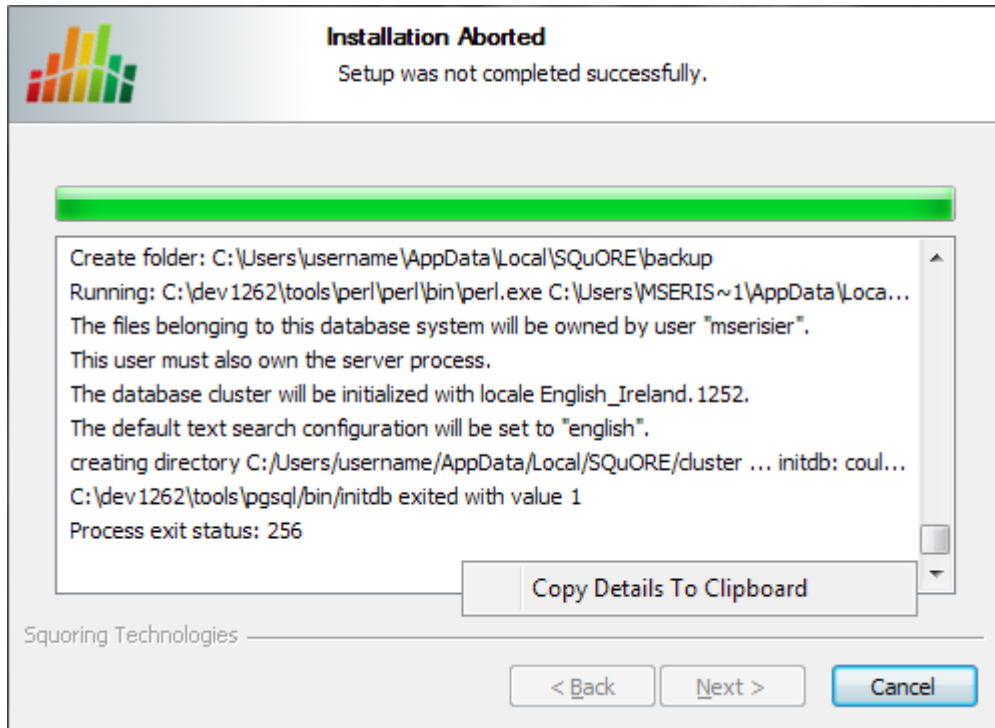 Installation Aborted
Setup was not completed successfully.
Create folder: C:\Users\username\AppData\Local\SQuORE\backup
Running: C:\dev1262\tools\perl\perl\bin\perl.exe C:\Users\MSERIS~1\AppData\Loca...
The files belonging to this database system will be owned by user "mserisier".
This user must also own the server process.
The database cluster will be initialized with locale English_Ireland.1252.
The default text search configuration will be set to "english".
creating directory C:/Users/username/AppData/Local/SQuORE/cluster ... initdb: coul...
C:\dev1262\tools\pgsql/bin/initdb exited with value 1
Process exit status: 256
Copy Details To Clipboard
Squoring Technologies
< Back Next > Cancel